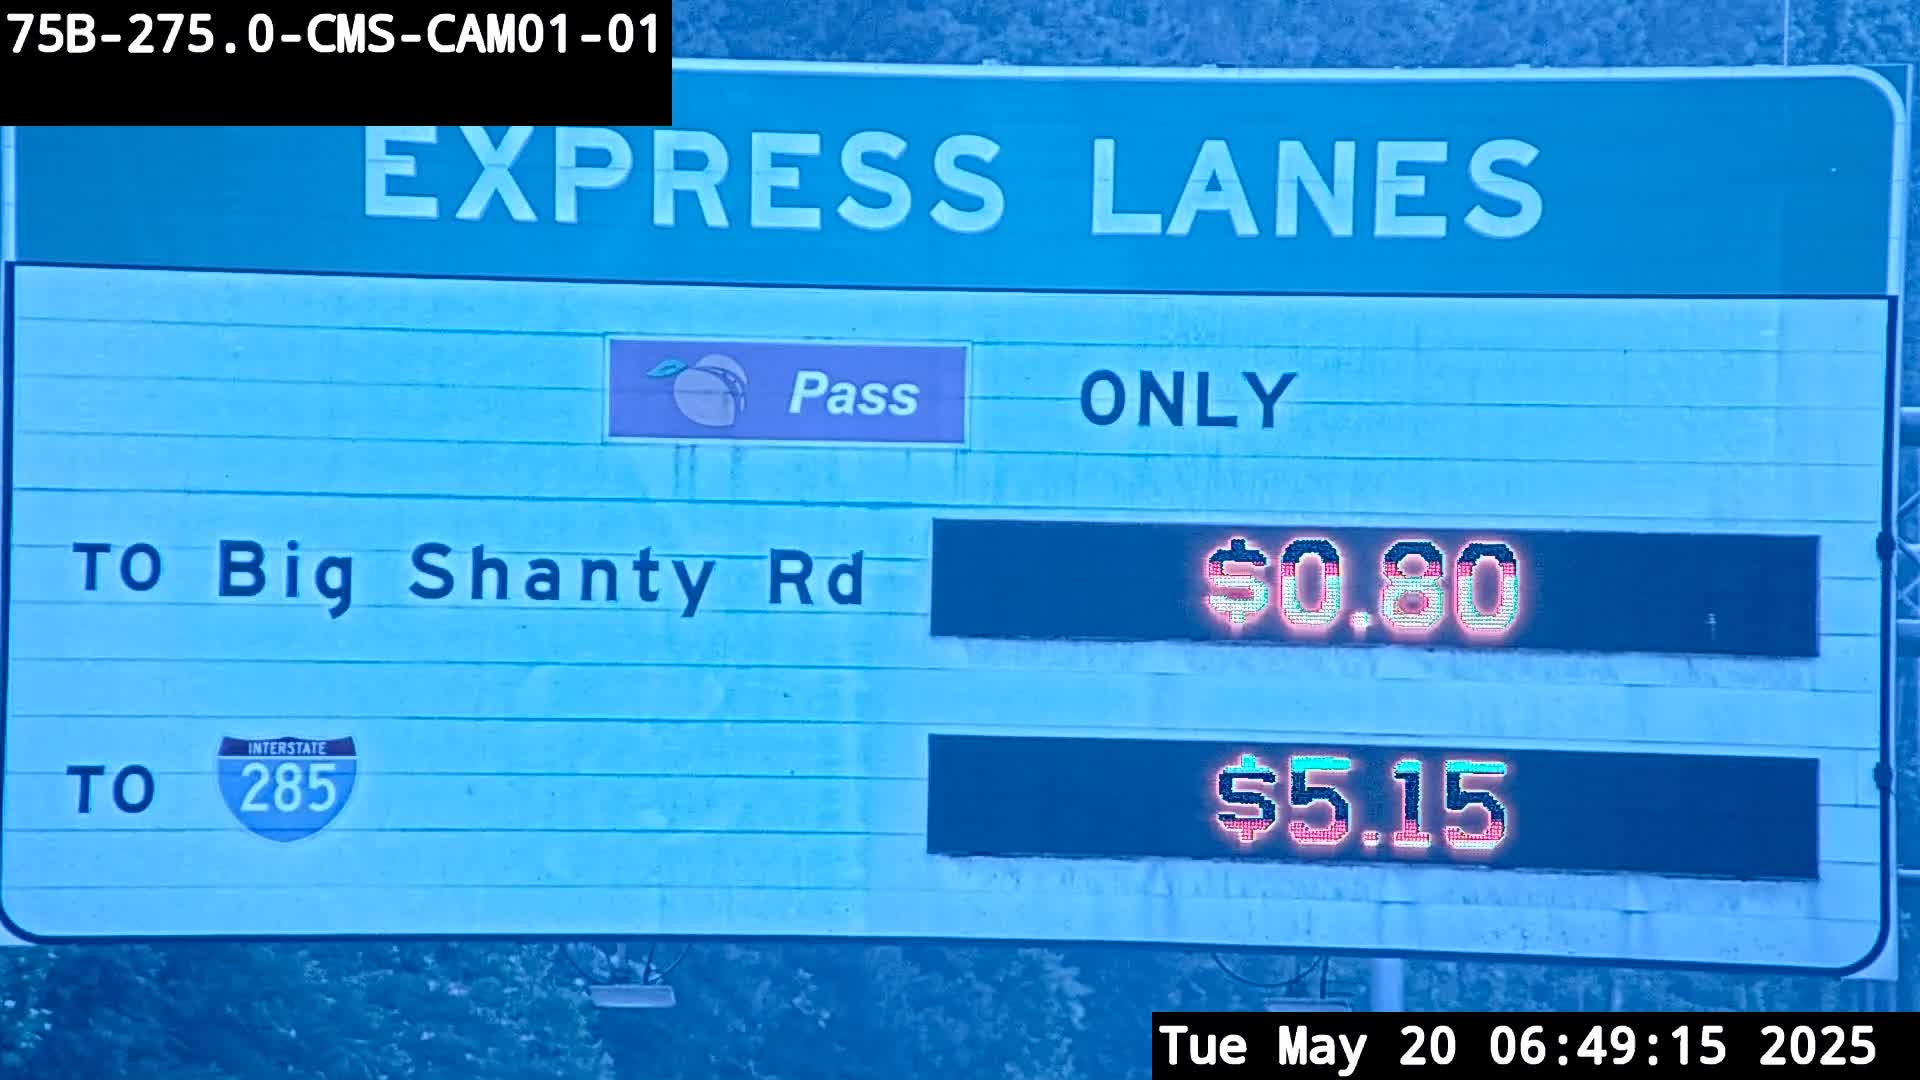 75B-275.0-CMS-CAM01-01
EXPRESS LANES
Pass ONLY
TO Big Shanty Rd $0.80
TO INTERSTATE 285 $5.15
Tue May 20 06:49:15 2025